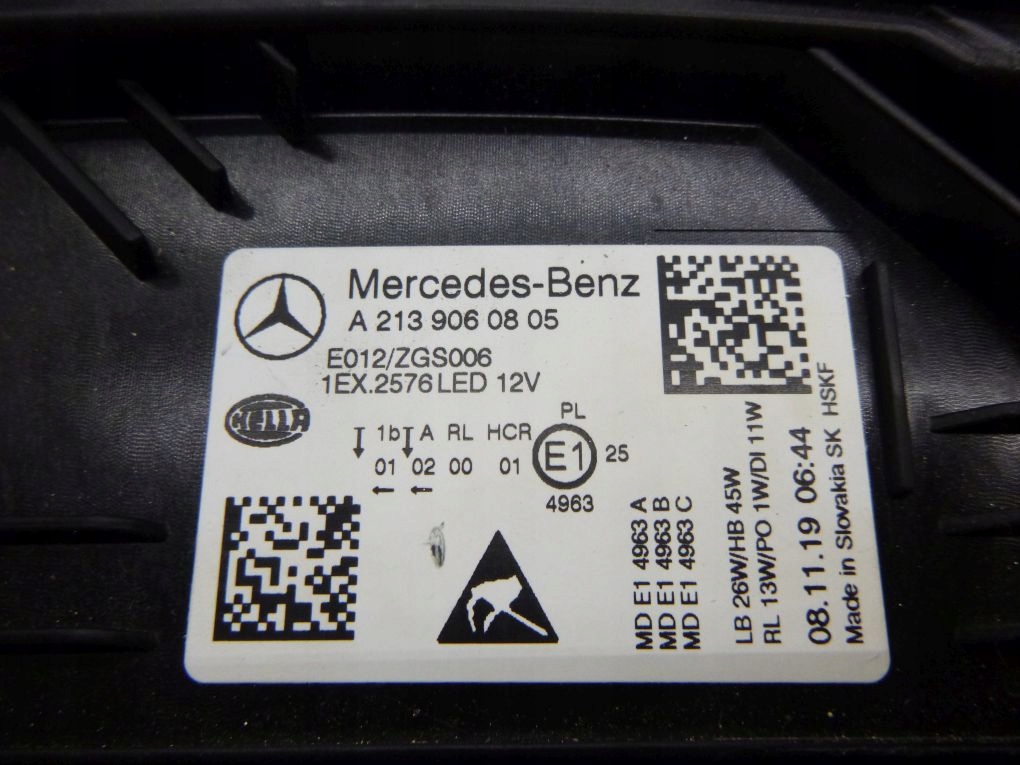 Mercedes-Benz
A 213 906 08 05
E012/ZGS006
1EX.2576 LED 12V
HELLA
1b A RL HCR
01 02 00 01
PL
E1
25
4963
MD E1 4963 A
MD E1 4963 B
MD E1 4963 C
LB 26W/HB 45W
RL 13W/PO 1W/DI 11W
08.11.19 06:44
Made in Slovakia SK HSKF